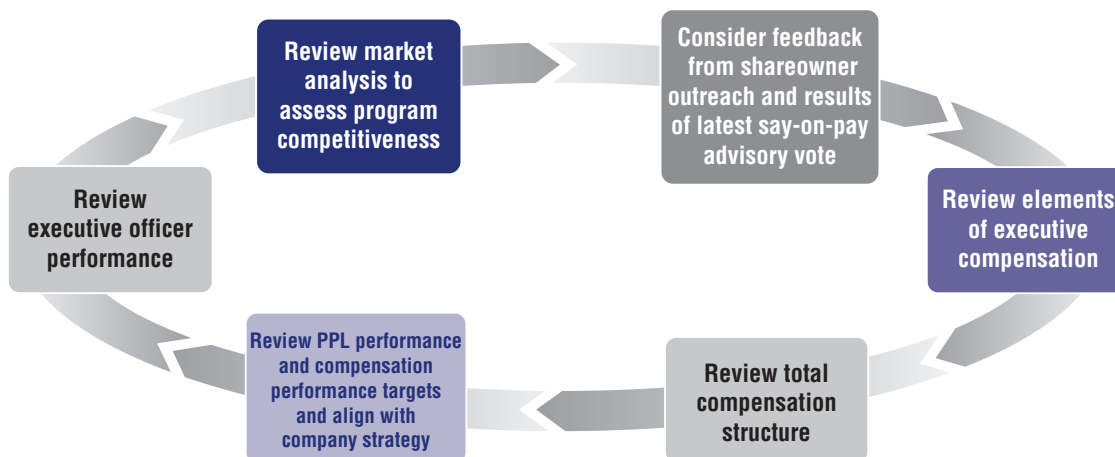 Review market
analysis to
assess program
competitiveness
Consider feedback
from shareowner
outreach and results
of latest say-on-pay
advisory vote
Review elements
of executive
compensation
Review total
compensation
structure
Review PPL performance
and compensation
performance targets
and align with
company strategy
Review
executive officer
performance